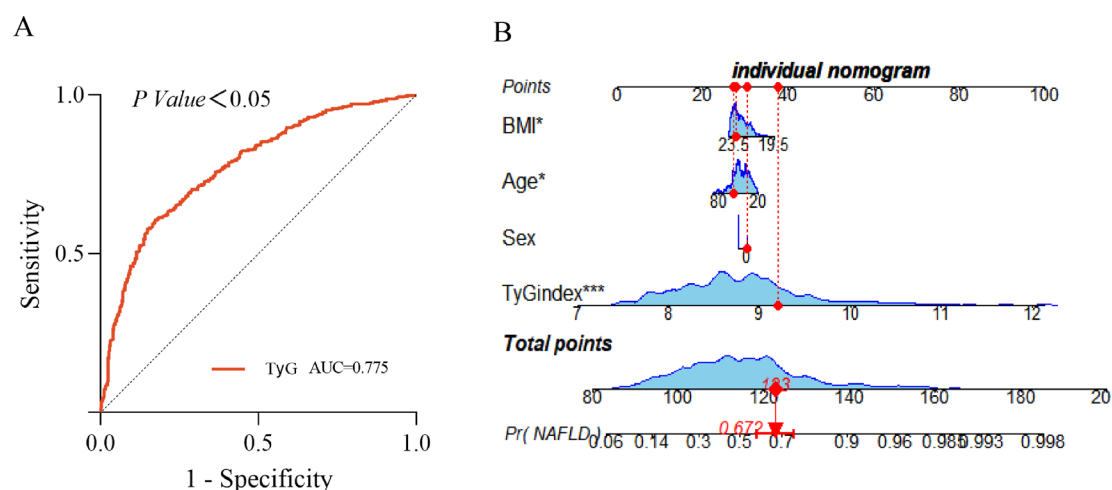 A
P Value<0.05
1.0
0.5
Sensitivity
TyG AUC=0.775
0.0 0.5 1.0
1 - Specificity
B
individual nomogram
Points
0 20 40 60 80 100
BMI*
23.5 19.5
Age*
80 20
Sex
0
TyGindex***
7 8 9 10 11 12
Total points
123
80 100 120 140 160 180 20
0.672
Pr( NAFLD )
0.06 0.14 0.3 0.5 0.7 0.9 0.96 0.985 0.993 0.998